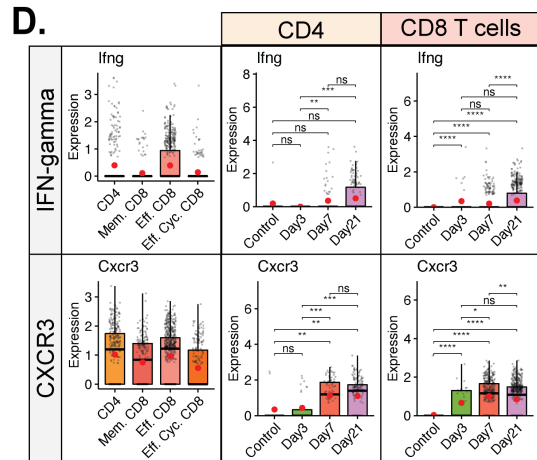 D.
CD4
CD8 T cells
IFN-gamma
Ifng
Expression
3
2
1
0
CD4
Mem. CD8
Eff. CD8
Eff. Cyc. CD8
Ifng
Expression
8
6
4
2
0
ns
***
**
ns
ns
ns
Control
Day3
Day7
Day21
Ifng
Expression
6
4
2
0
****
ns
ns
****
****
****
Control
Day3
Day7
Day21
CXCR3
Cxcr3
Expression
3
2
1
0
CD4
Mem. CD8
Eff. CD8
Eff. Cyc. CD8
Cxcr3
Expression
6
4
2
0
ns
***
***
**
**
ns
Control
Day3
Day7
Day21
Cxcr3
Expression
6
4
2
0
**
ns
*
****
****
****
Control
Day3
Day7
Day21